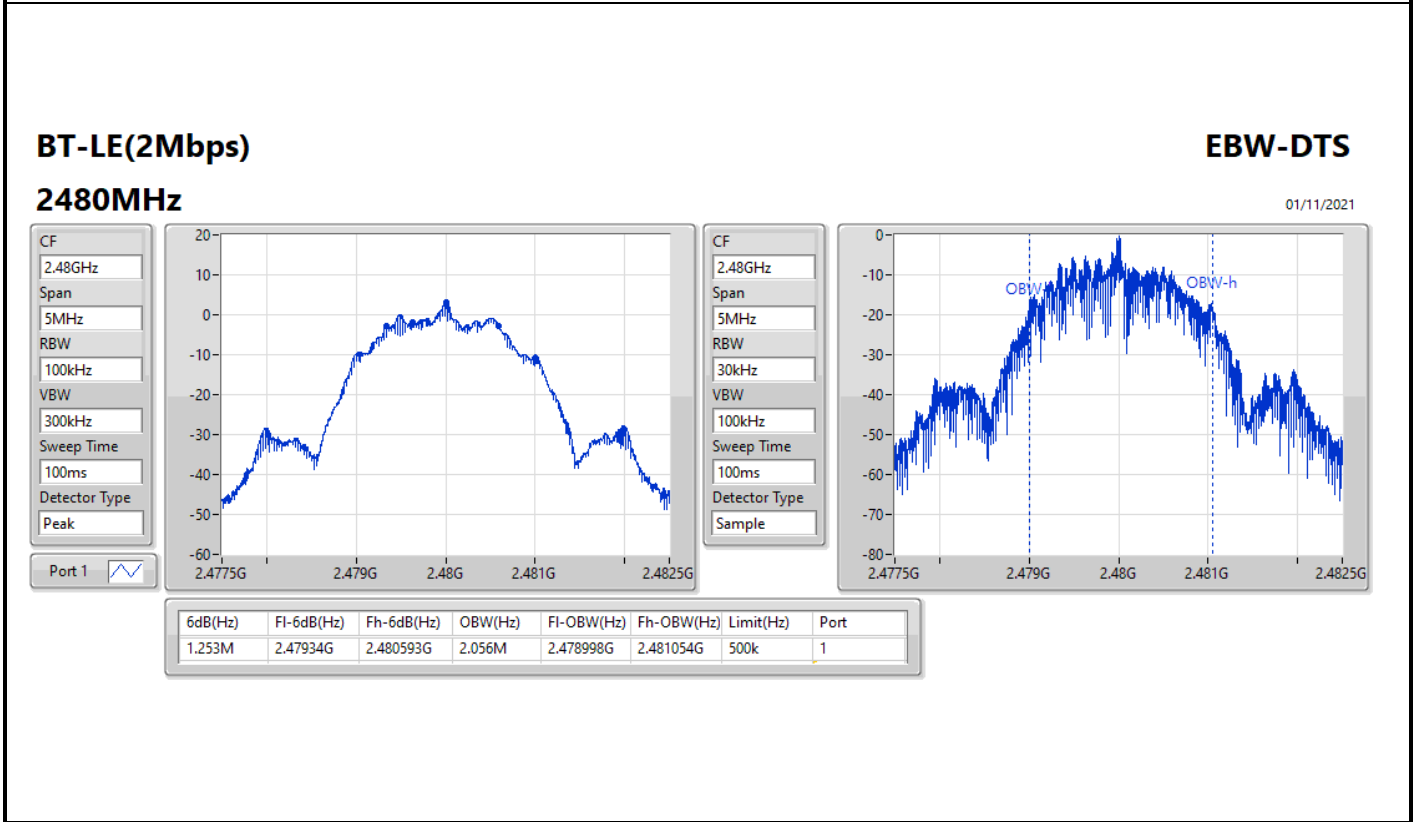 BT-LE(2Mbps)
EBW-DTS
2480MHz
01/11/2021
CF
2.48GHz
Span
5MHz
RBW
100kHz
VBW
300kHz
Sweep Time
100ms
Detector Type
Peak
Port 1
20
10
0
-10
-20
-30
-40
-50
-60
2.4775G 2.479G 2.48G 2.481G 2.4825G
CF
2.48GHz
Span
5MHz
RBW
30kHz
VBW
100kHz
Sweep Time
100ms
Detector Type
Sample
0
-10
-20
-30
-40
-50
-60
-70
-80
OBW OBW-h
2.4775G 2.479G 2.48G 2.481G 2.4825G
6dB(Hz) Fl-6dB(Hz) Fh-6dB(Hz) OBW(Hz) Fl-OBW(Hz) Fh-OBW(Hz) Limit(Hz) Port
1.253M 2.47934G 2.480593G 2.056M 2.478998G 2.481054G 500k 1